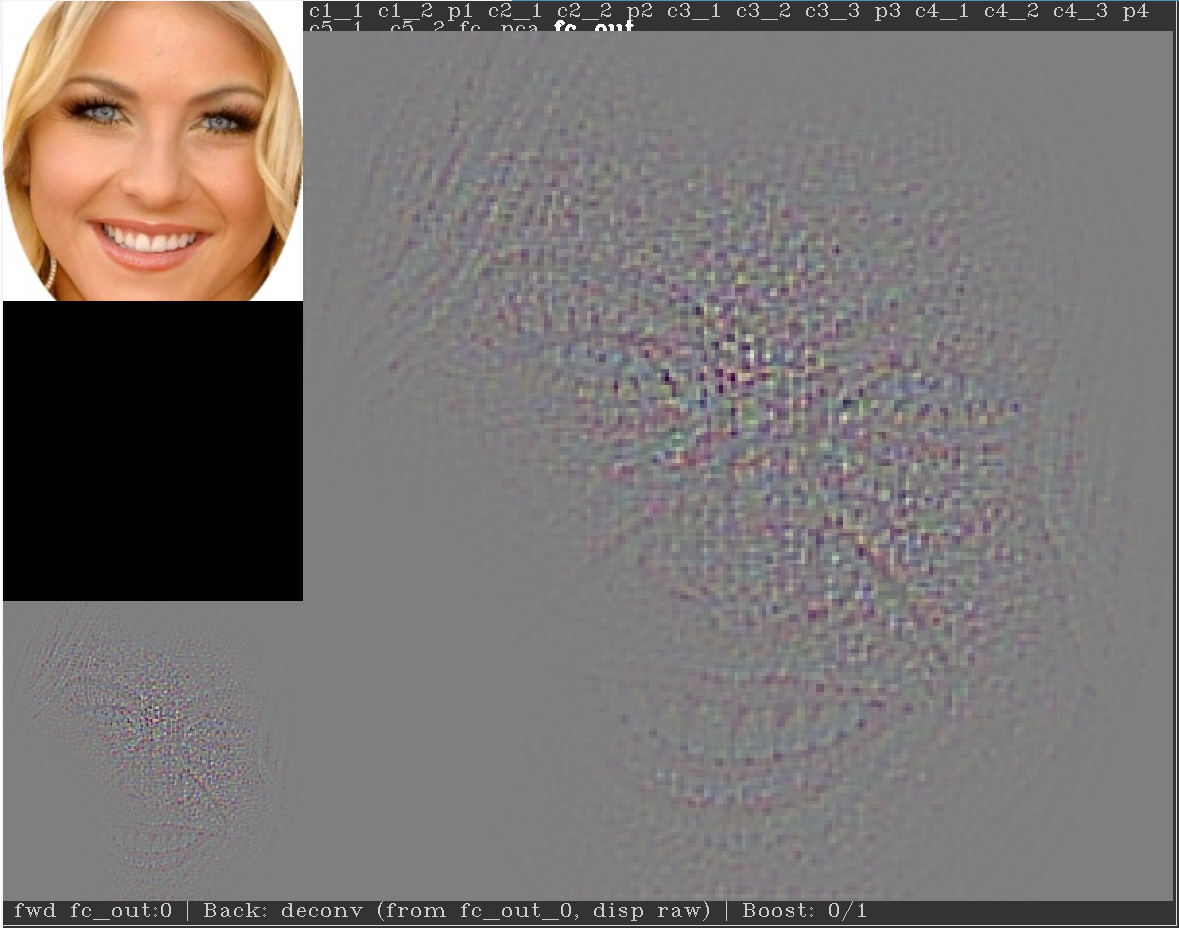 c1_1 c1_2 p1 c2_1 c2_2 p2 c3_1 c3_2 c3_3 p3 c4_1 c4_2 c4_3 p4
c5_1 c5_2 fc_pca fc_out
fwd fc_out:0 | Back: deconv (from fc_out_0, disp raw) | Boost: 0/1